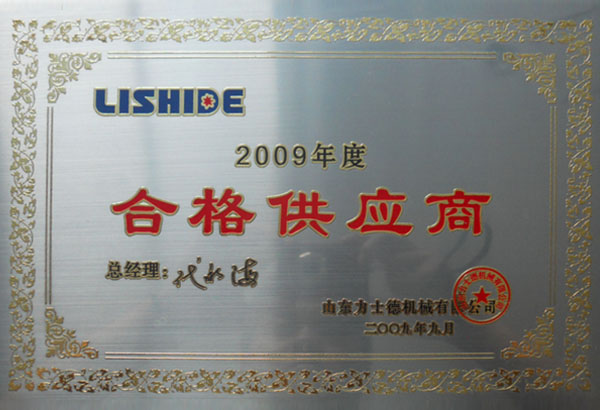 LISHIDE
2009年度
合格供应商
总经理:
山东力士德机械有限公司
二〇〇九年九月